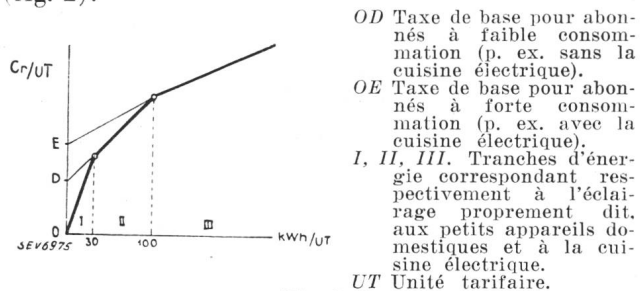 OD Taxe de base pour abon-
nés à faible consom-
mation (p. ex. sans la
cuisine électrique).
OE Taxe de base pour abon-
nés à forte consom-
mation (p. ex. avec la
cuisine électrique).
I, II, III. Tranches d'éner-
gie correspondant res-
pectivement à l'éclai-
rage proprement dit,
aux petits appareils do-
mestiques et à la cui-
sine électrique.
UT Unité tarifaire.
Cr/UT
E
D
O
I II III
kWh/UT
SEV6975 30 100